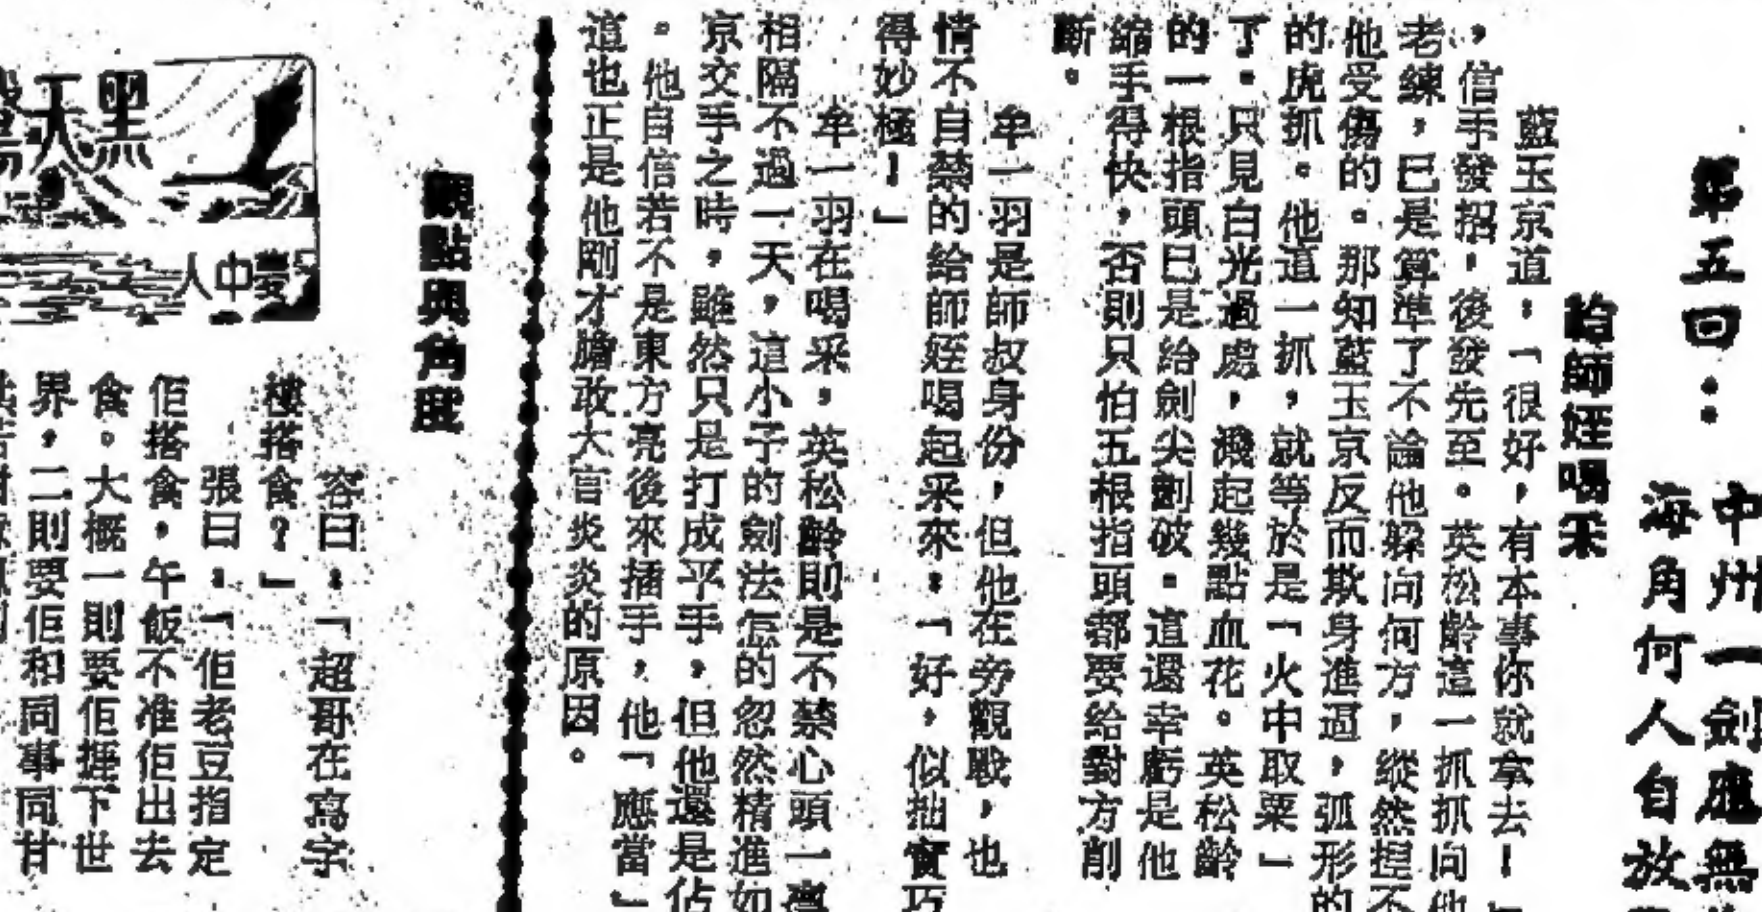 第五回：
中州一劍應無
海角何人自放
給師姪喝采
藍玉京道：「很好，有本事你就拿去！
，信手發招，後發先至。英松齡這一抓抓向他
老練，已是算準了不論他躲向何方，縱然捏不
他受傷的。那知藍玉京反而欺身進逼，弧形的
的虎抓。他這一抓，就等於是「火中取粟」
了。只見白光過處，濺起幾點血花。英松齡
的一根指頭已是給劍尖劃破。這還幸虧是他
縮手得快，否則只怕五根指頭都要給對方削
斷。
牟一羽是師叔身份，但他在旁觀戰，也
情不自禁的給師姪喝起采來：「好，似拙實巧
得妙極！」
牟一羽在喝采，英松齡則是不禁心頭一凜
相隔不過一天，這小子的劍法怎的忽然精進如
京交手之時，雖然只是打成平手，但他還是佔
。他自信若不是東方亮後來插手，他「應當」
道也正是他剛才膽敢大言炎炎的原因。
觀點與角度
黑天
夢中人
容曰：「超哥在寫字
樓搭食？」
張曰：「佢老豆指定
佢搭食，午飯不准佢出去
食。大概一則要佢捱下世
界，二則要佢和同事同甘